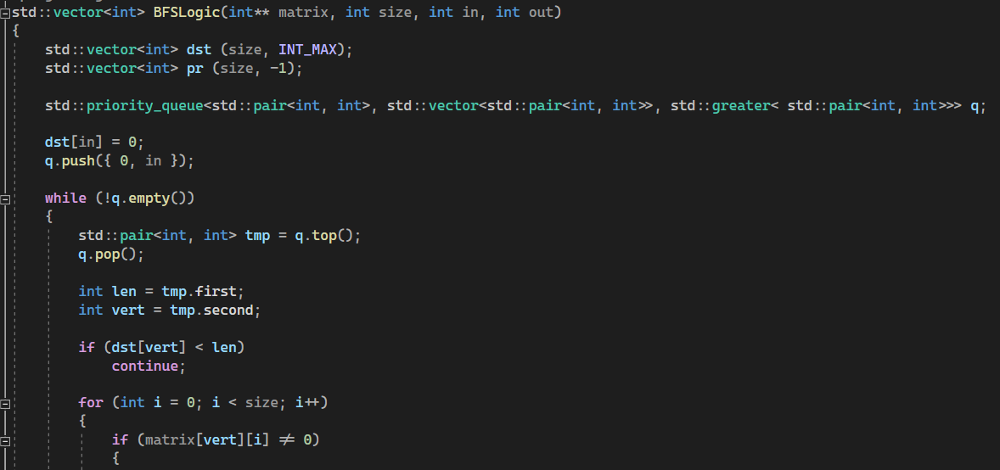 std::vector<int> BFSLogic(int** matrix, int size, int in, int out)
{
    std::vector<int> dst (size, INT_MAX);
    std::vector<int> pr (size, -1);

    std::priority_queue<std::pair<int, int>, std::vector<std::pair<int, int>>, std::greater< std::pair<int, int>>> q;

    dst[in] = 0;
    q.push({ 0, in });

    while (!q.empty())
    {
        std::pair<int, int> tmp = q.top();
        q.pop();

        int len = tmp.first;
        int vert = tmp.second;

        if (dst[vert] < len)
            continue;

        for (int i = 0; i < size; i++)
        {
            if (matrix[vert][i] != 0)
            {